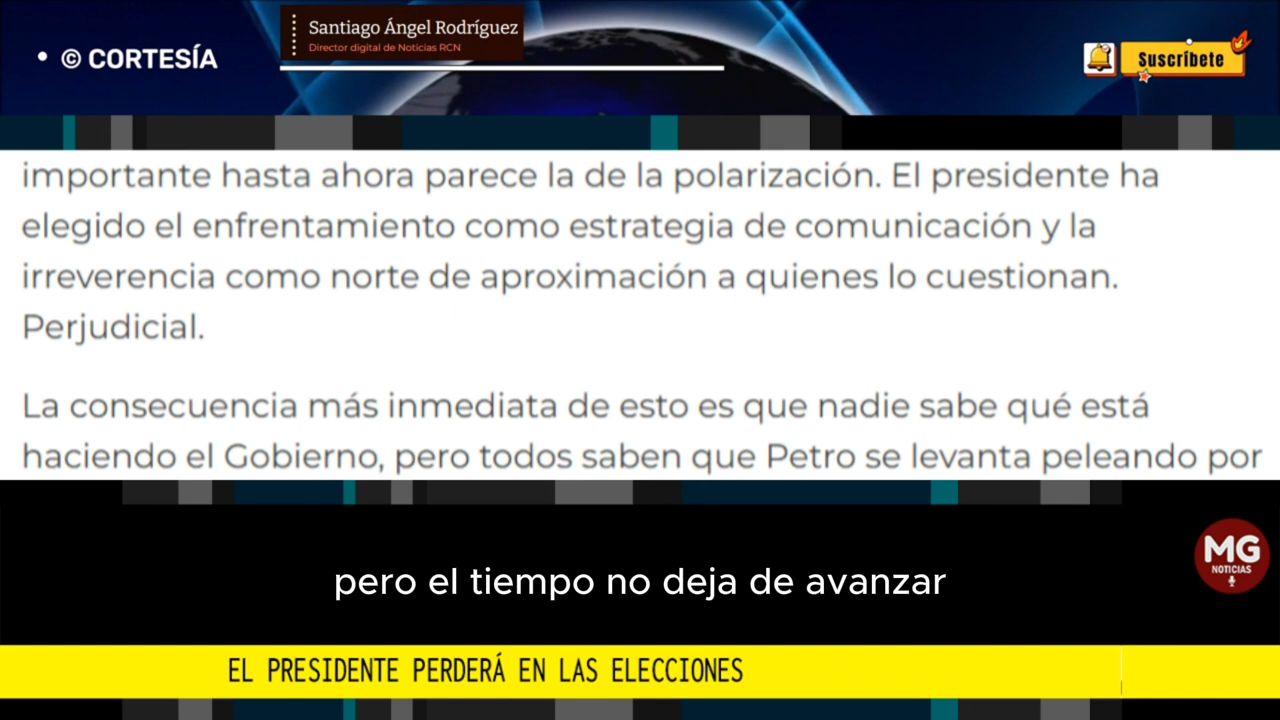 • © CORTESÍA
Santiago Ángel Rodríguez
Director digital de Noticias RCN
Suscríbete
importante hasta ahora parece la de la polarización. El presidente ha
elegido el enfrentamiento como estrategia de comunicación y la
irreverencia como norte de aproximación a quienes lo cuestionan.
Perjudicial.
La consecuencia más inmediata de esto es que nadie sabe qué está
haciendo el Gobierno, pero todos saben que Petro se levanta peleando por
pero el tiempo no deja de avanzar
MG
NOTICIAS
EL PRESIDENTE PERDERÁ EN LAS ELECCIONES